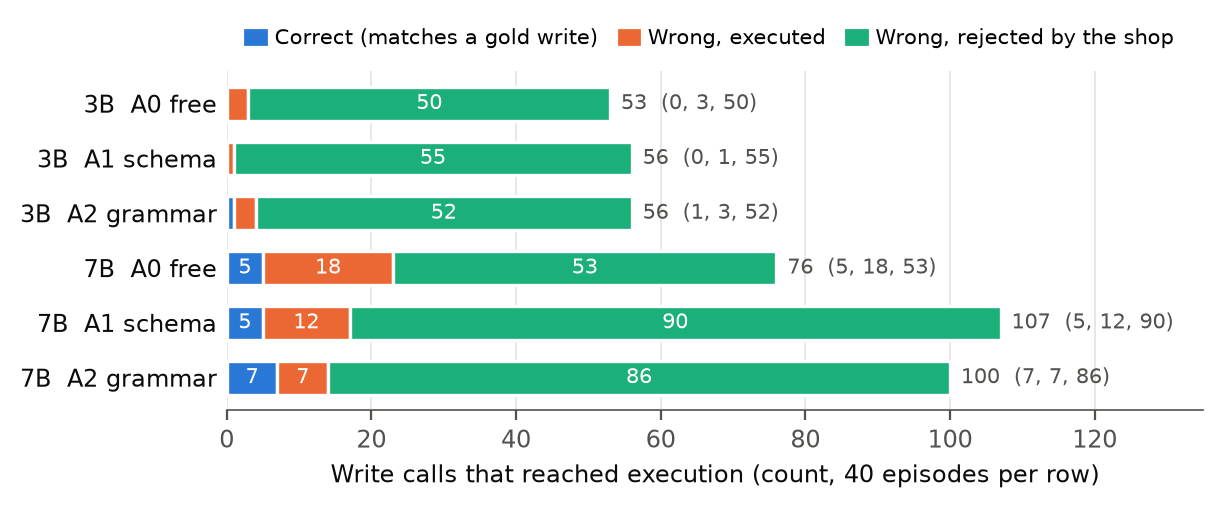 Correct (matches a gold write) Wrong, executed Wrong, rejected by the shop
3B A0 free 50 53 (0, 3, 50)
3B A1 schema 55 56 (0, 1, 55)
3B A2 grammar 52 56 (1, 3, 52)
7B A0 free 5 18 53 76 (5, 18, 53)
7B A1 schema 5 12 90 107 (5, 12, 90)
7B A2 grammar 7 7 86 100 (7, 7, 86)
0 20 40 60 80 100 120
Write calls that reached execution (count, 40 episodes per row)